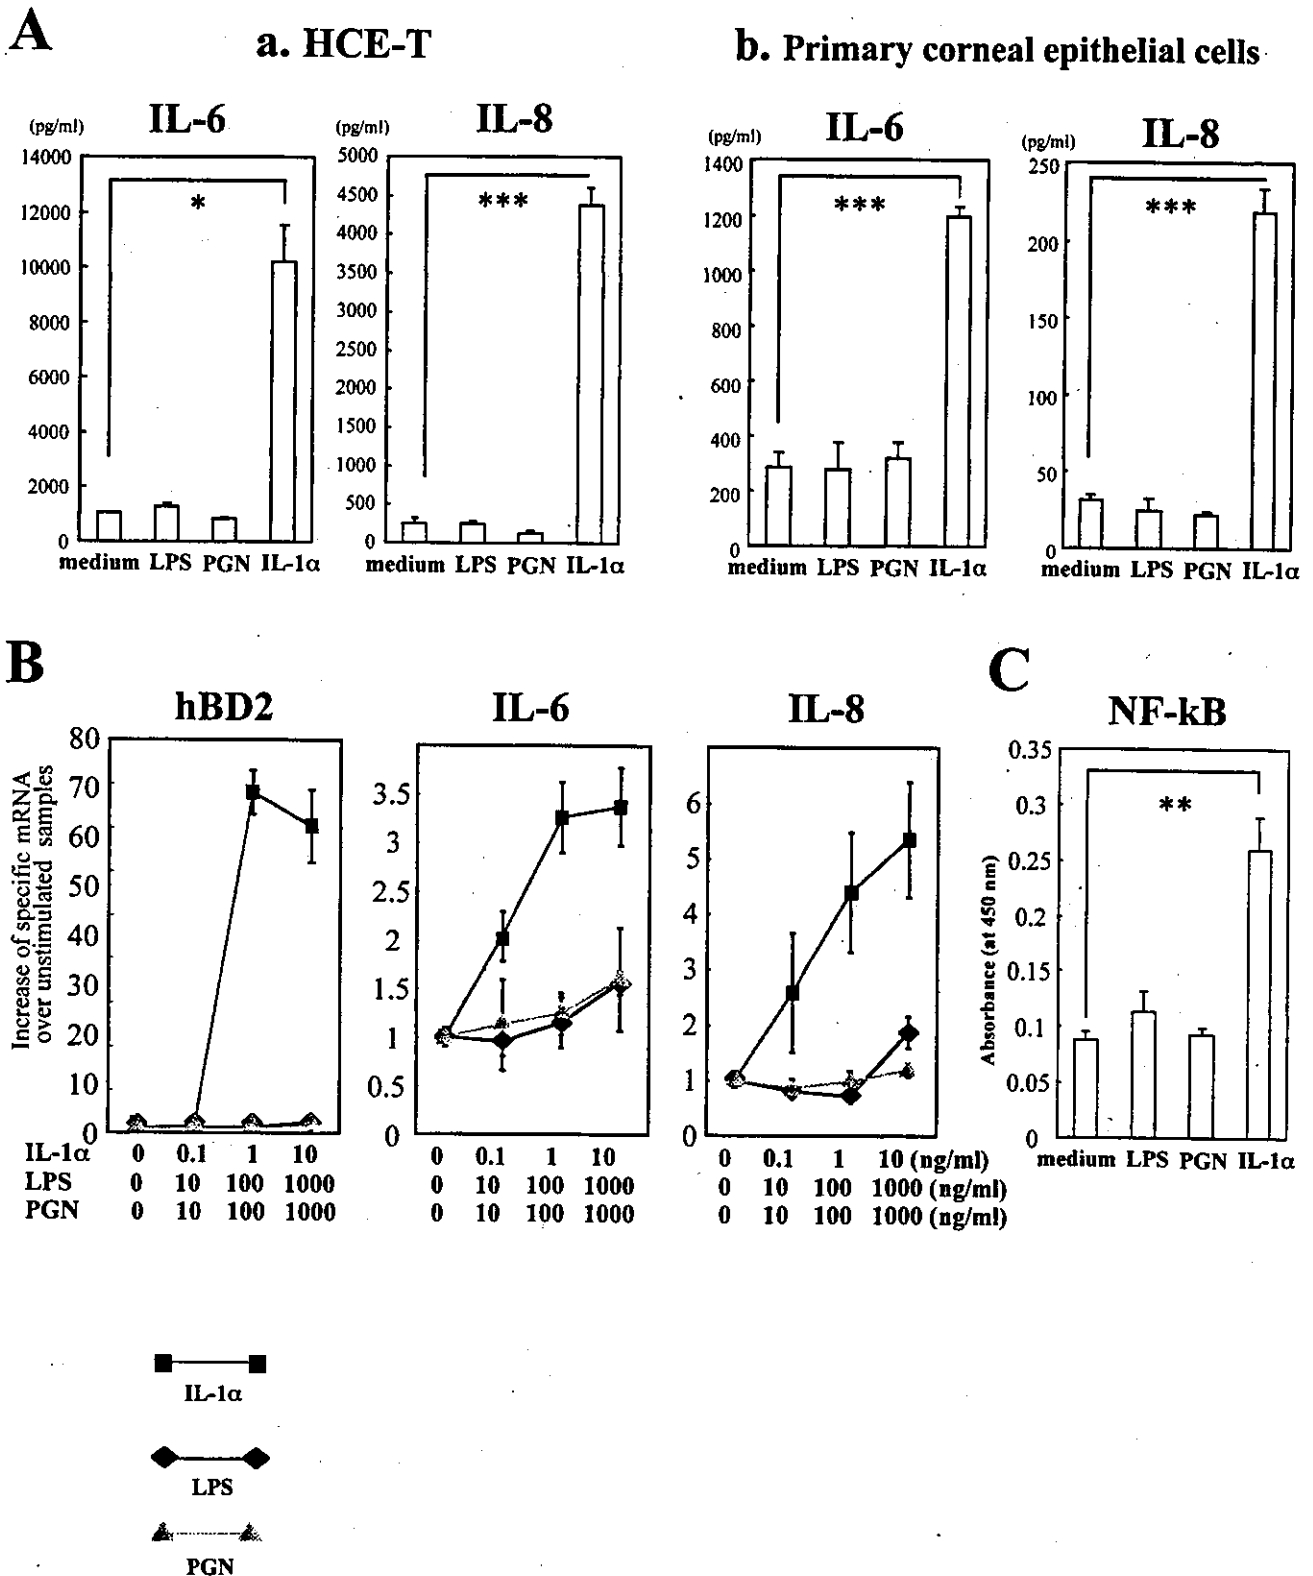 A
a. HCE-T
b. Primary corneal epithelial cells
IL-6
(pg/ml)
14000
12000
10000
8000
6000
4000
2000
0
*
medium LPS PGN IL-1α
IL-8
(pg/ml)
5000
4500
4000
3500
3000
2500
2000
1500
1000
500
0
***
medium LPS PGN IL-1α
IL-6
(pg/ml)
1400
1200
1000
800
600
400
200
0
***
medium LPS PGN IL-1α
IL-8
(pg/ml)
250
200
150
100
50
0
***
medium LPS PGN IL-1α
B
hBD2
Increase of specific mRNA
over unstimulated samples
80
70
60
50
40
30
20
10
0
IL-1α 0 0.1 1 10
LPS 0 10 100 1000
PGN 0 10 100 1000
IL-6
3.5
3
2.5
2
1.5
1
0.5
0
0 0.1 1 10
0 10 100 1000
0 10 100 1000
IL-8
6
5
4
3
2
1
0
0 0.1 1 10 (ng/ml)
0 10 100 1000 (ng/ml)
0 10 100 1000 (ng/ml)
C
NF-kB
Absorbance (at 450 nm)
0.35
0.3
0.25
0.2
0.15
0.1
0.05
0
**
medium LPS PGN IL-1α
IL-1α
LPS
PGN